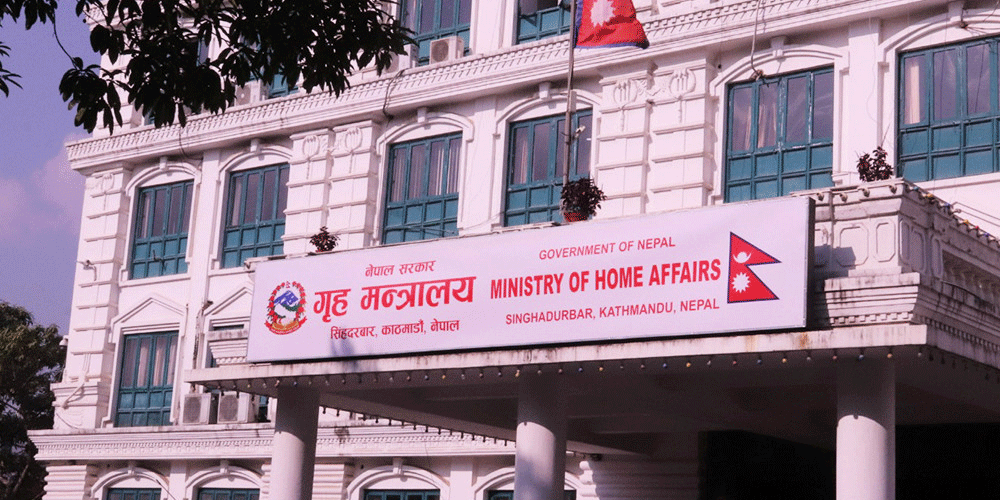 नेपाल सरकार
गृह मन्त्रालय
सिंहदरबार, काठमाडौं, नेपाल
GOVERNMENT OF NEPAL
MINISTRY OF HOME AFFAIRS
SINGHADURBAR, KATHMANDU, NEPAL